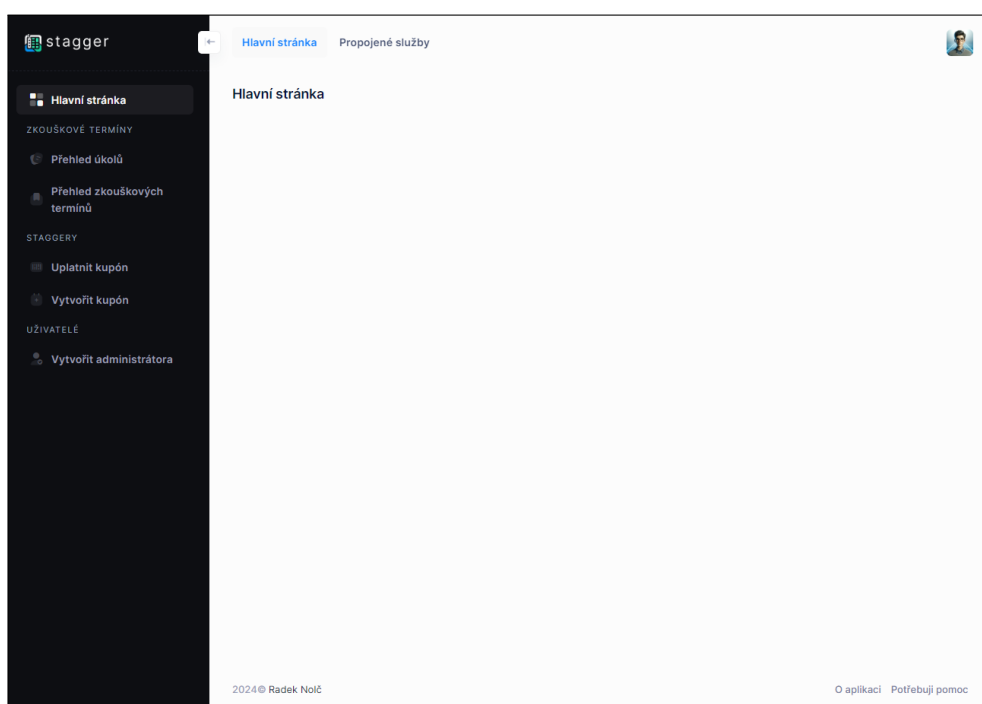 stagger
Hlavní stránka
Propojené služby
Hlavní stránka
Hlavní stránka
ZKOUŠKOVÉ TERMÍNY
Přehled úkolů
Přehled zkouškových
termínů
STAGGERY
Uplatnit kupón
Vytvořit kupón
UŽIVATELÉ
Vytvořit administrátora
2024© Radek Nolč
O aplikaci
Potřebuji pomoc